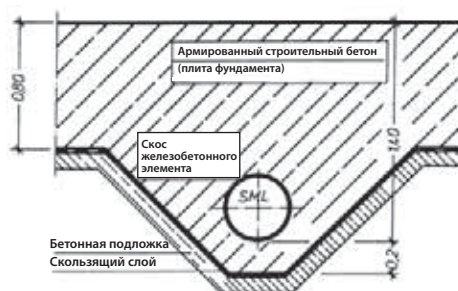 Армированный строительный бетон
(плита фундамента)
0,80
Скос
железобетонного
элемента
1,40
SML
Бетонная подложка
Скользящий слой
0,2